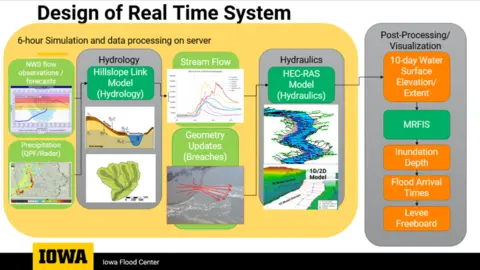 Design of Real Time System
6-hour Simulation and data processing on server
NWS flow
observations /
forecasts
Precipitation
(QPF/Rader)
Hydrology
Hillslope Link
Model
(Hydrology)
Stream Flow
Geometry
Updates
(Breaches)
Hydraulics
HEC-RAS
Model
(Hydraulics)
1D/2D
Model
Post-Processing/
Visualization
10-day Water
Surface
Elevation/
Extent
MRFIS
Inundation
Depth
Flood Arrival
Times
Levee
Freeboard
IOWA
Iowa Flood Center